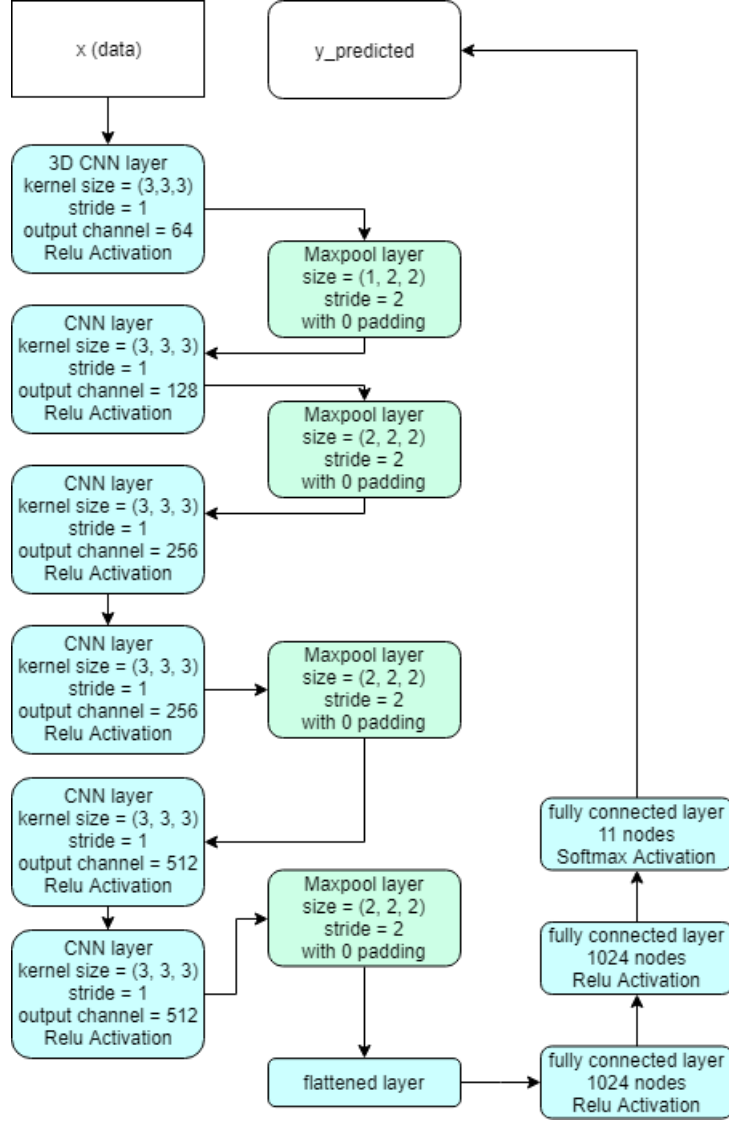 x (data)
y_predicted
3D CNN layer
kernel size = (3,3,3)
stride = 1
output channel = 64
Relu Activation
Maxpool layer
size = (1, 2, 2)
stride = 2
with 0 padding
CNN layer
kernel size = (3, 3, 3)
stride = 1
output channel = 128
Relu Activation
Maxpool layer
size = (2, 2, 2)
stride = 2
with 0 padding
CNN layer
kernel size = (3, 3, 3)
stride = 1
output channel = 256
Relu Activation
CNN layer
kernel size = (3, 3, 3)
stride = 1
output channel = 256
Relu Activation
Maxpool layer
size = (2, 2, 2)
stride = 2
with 0 padding
CNN layer
kernel size = (3, 3, 3)
stride = 1
output channel = 512
Relu Activation
CNN layer
kernel size = (3, 3, 3)
stride = 1
output channel = 512
Relu Activation
Maxpool layer
size = (2, 2, 2)
stride = 2
with 0 padding
flattened layer
fully connected layer
1024 nodes
Relu Activation
fully connected layer
1024 nodes
Relu Activation
fully connected layer
11 nodes
Softmax Activation